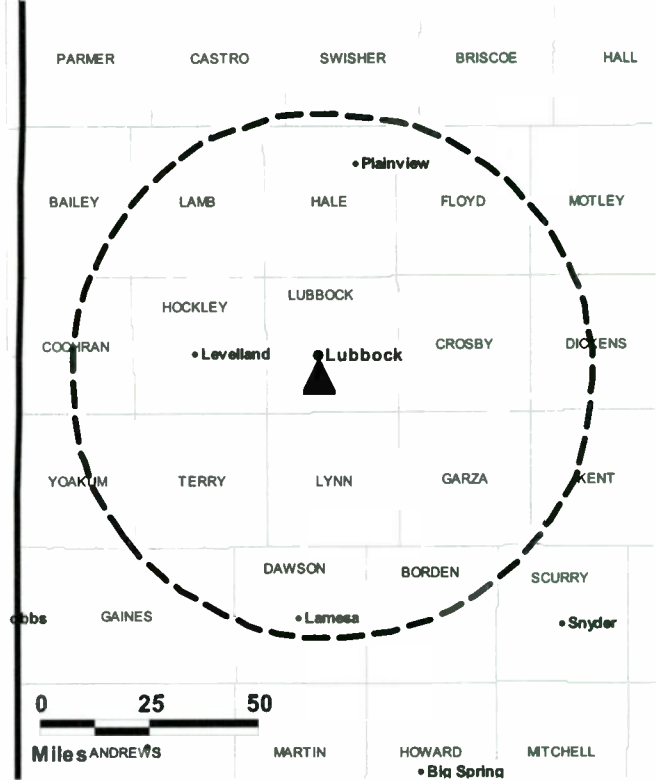 PARMER CASTRO SWISHER BRISCOE HALL
Plainview
BAILEY LAMB HALE FLOYD MOTLEY
LUBBOCK
HOCKLEY
CROSBY DICKENS
COCHRAN
Levelland Lubbock
GARZA KENT
YOAKUM TERRY LYNN
DAWSON BORDEN
SCURRY
obbs GAINES Lamesa
Snyder
0 25 50
Miles ANDREWS MARTIN HOWARD MITCHELL
Big Spring